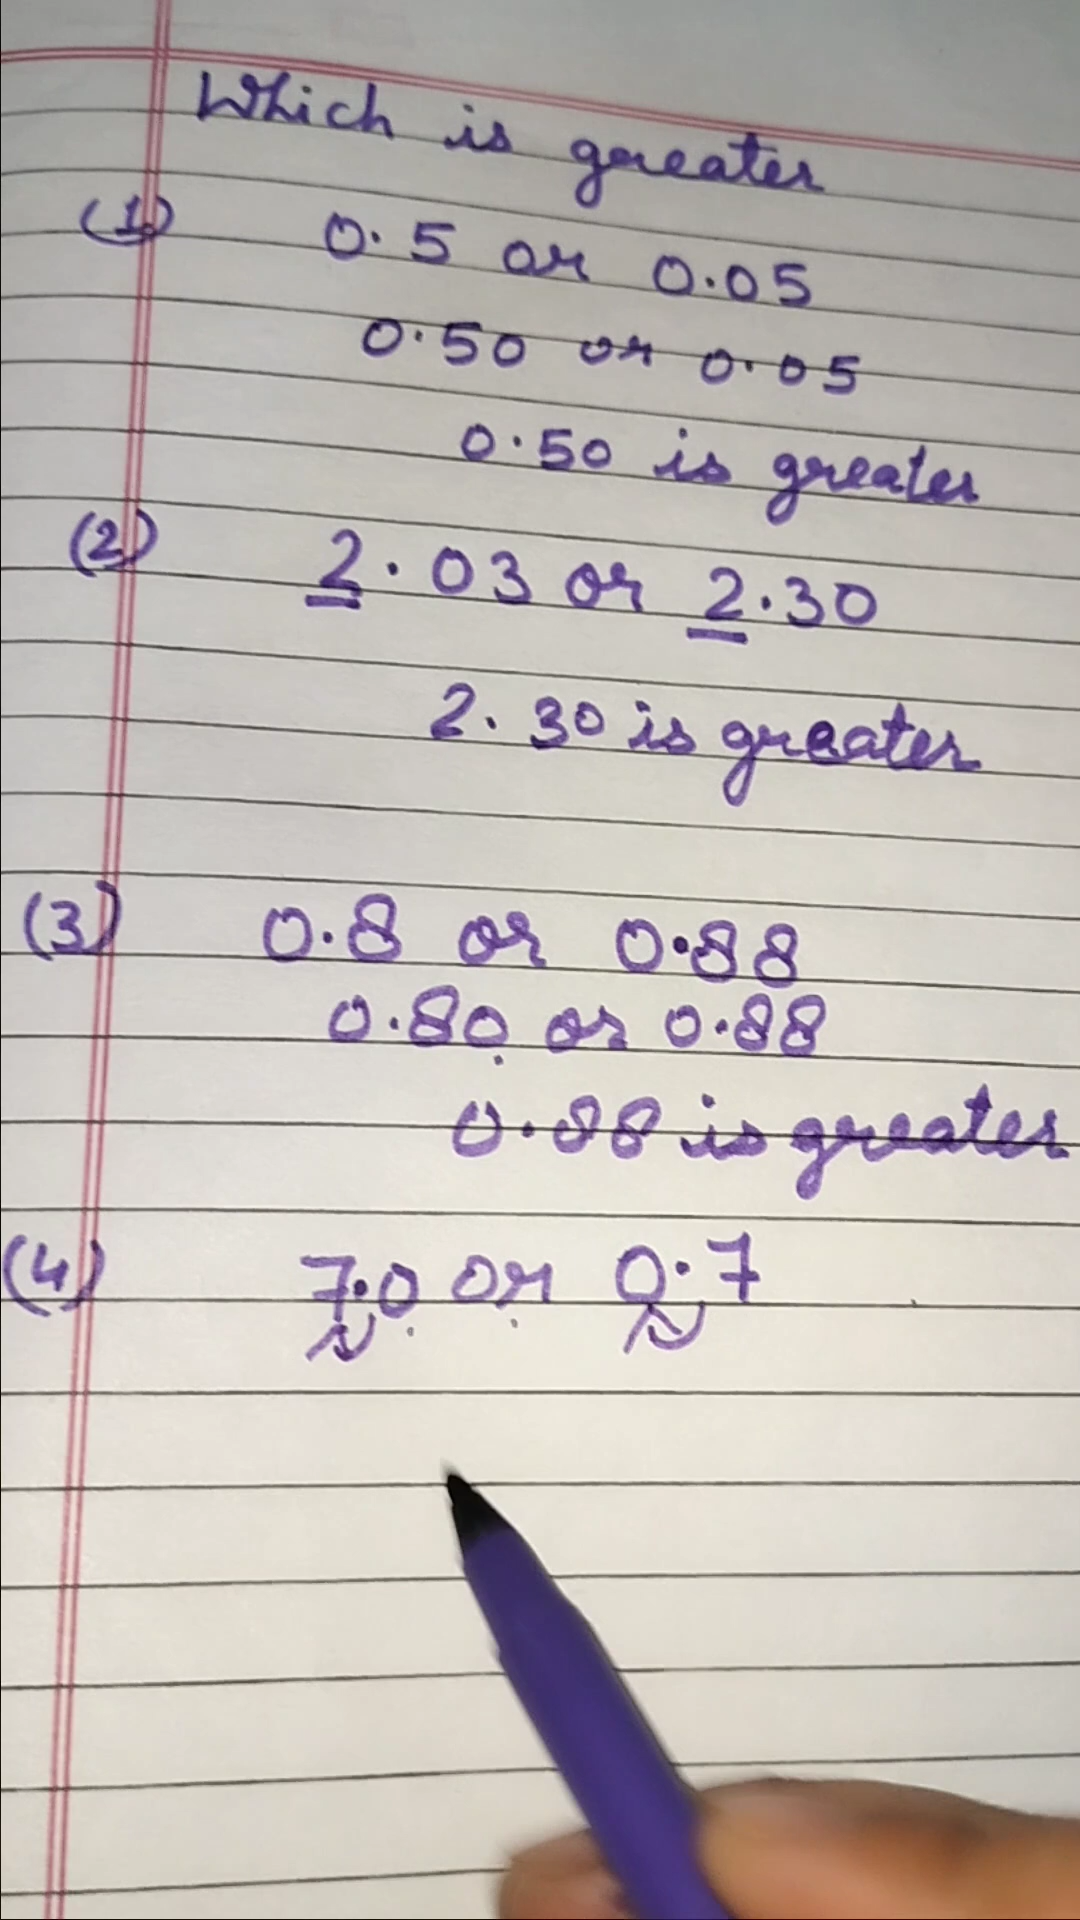 Which is greater
(1) 0.5 or 0.05
0.50 or 0.05
0.50 is greater
(2) 2.03 or 2.30
2.30 is greater
(3) 0.8 or 0.88
0.80 or 0.88
0.88 is greater
(4) 7.0 or 0.7